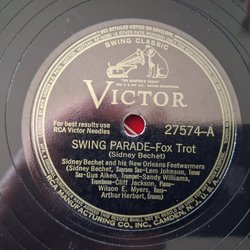 SWING CLASSIC
"HIS MASTER'S VOICE"
VICTOR
For best results use
RCA Victor Needles
27574-A
SWING PARADE–Fox Trot
(Sidney Bechet)
Sidney Bechet and his New Orleans Feetwarmers
(Sidney Bechet, Soprano Sax–Lem Johnson, Tenor
Sax–Gus Aiken, Trumpet–Sandy Williams,
Trombone–Cliff Jackson, Piano–
Wilson E. Myers, Bass–
Arthur Herbert, Drums)
RCA MANUFACTURING CO., INC., CAMDEN, N. J., U.S.A.